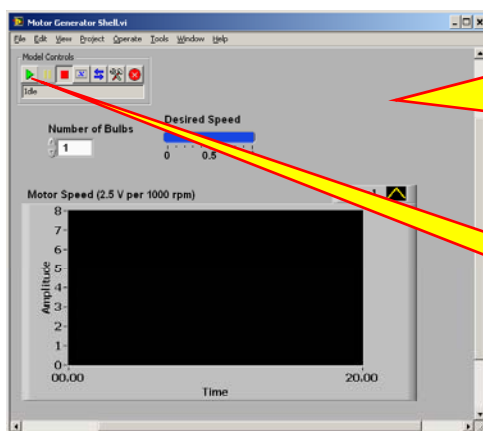 Motor Generator Shell.vi
File Edit View Project Operate Tools Window Help
Model Controls
Idle
Number of Bulbs
1
Desired Speed
0 0.5
Motor Speed (2.5 V per 1000 rpm)
8
7
6
5
4
3
2
1
0
Amplitude
00.00 20.00
Time